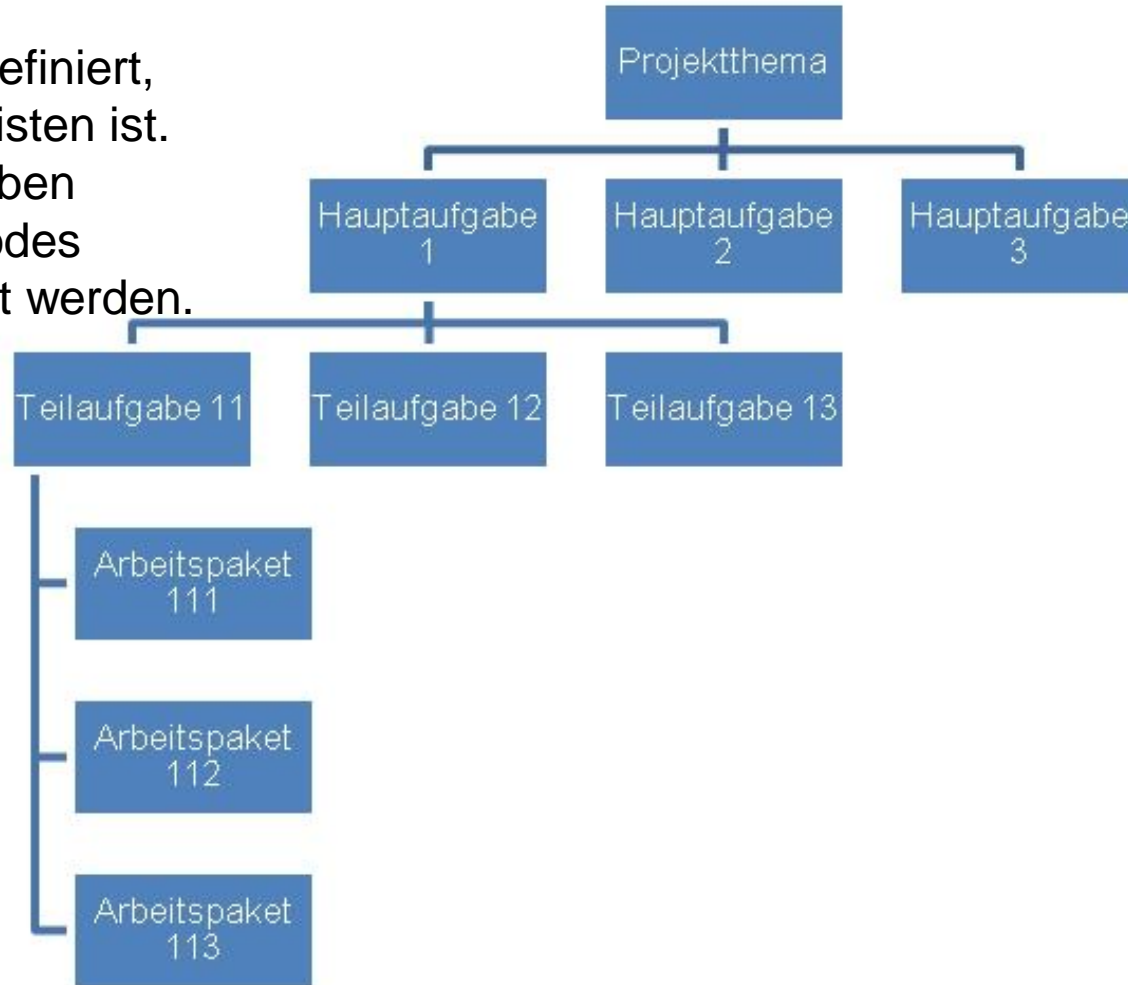 efiniert,
isten ist.
ben
odes
t werden.
Projektthema
Hauptaufgabe
1
Hauptaufgabe
2
Hauptaufgabe
3
Teilaufgabe 11
Teilaufgabe 12
Teilaufgabe 13
Arbeitspaket
111
Arbeitspaket
112
Arbeitspaket
113